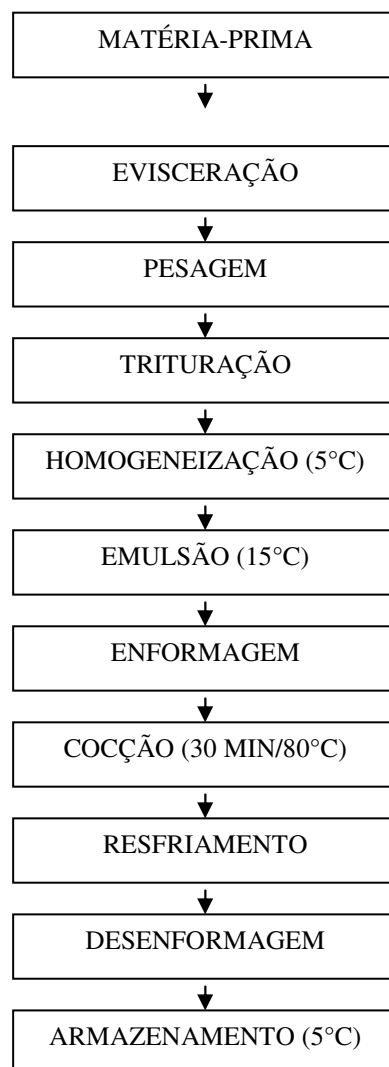 MATÉRIA-PRIMA
EVISCERAÇÃO
PESAGEM
TRITURAÇÃO
HOMOGENEIZAÇÃO (5°C)
EMULSÃO (15°C)
ENFORMAGEM
COCÇÃO (30 MIN/80°C)
RESFRIAMENTO
DESENFORMAGEM
ARMAZENAMENTO (5°C)